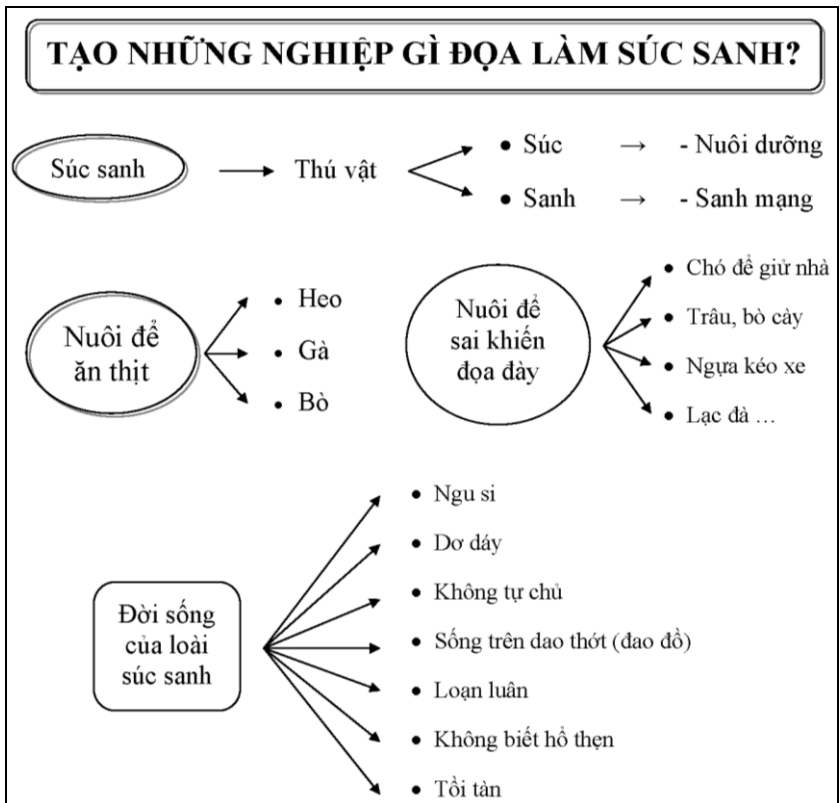 TẠO NHỮNG NGHIỆP GÌ ĐỌA LÀM SÚC SANH?
Súc sanh → Thú vật
• Súc → - Nuôi dưỡng
• Sanh → - Sanh mạng
Nuôi để
ăn thịt
• Heo
• Gà
• Bò
Nuôi để
sai khiến
đọa đày
• Chó để giử nhà
• Trâu, bò cày
• Ngựa kéo xe
• Lạc đà ...
Đời sống
của loài
súc sanh
• Ngu si
• Dơ dáy
• Không tự chủ
• Sống trên dao thớt (đao đồ)
• Loạn luân
• Không biết hổ thẹn
• Tồi tàn